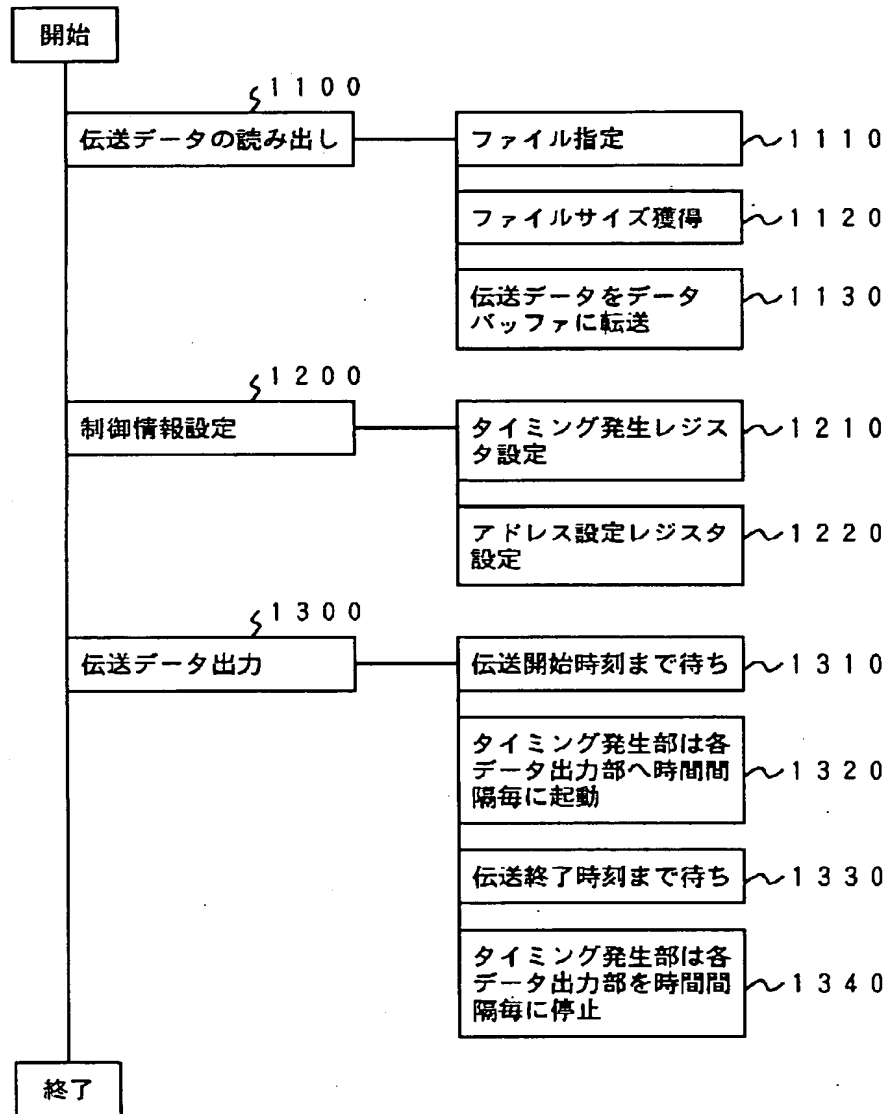 開始
1100
伝送データの読み出し
ファイル指定
1110
ファイルサイズ獲得
1120
伝送データをデータ
バッファに転送
1130
1200
制御情報設定
タイミング発生レジス
タ設定
1210
アドレス設定レジスタ
設定
1220
1300
伝送データ出力
伝送開始時刻まで待ち
1310
タイミング発生部は各
データ出力部へ時間間
隔毎に起動
1320
伝送終了時刻まで待ち
1330
タイミング発生部は各
データ出力部を時間間
隔毎に停止
1340
終了